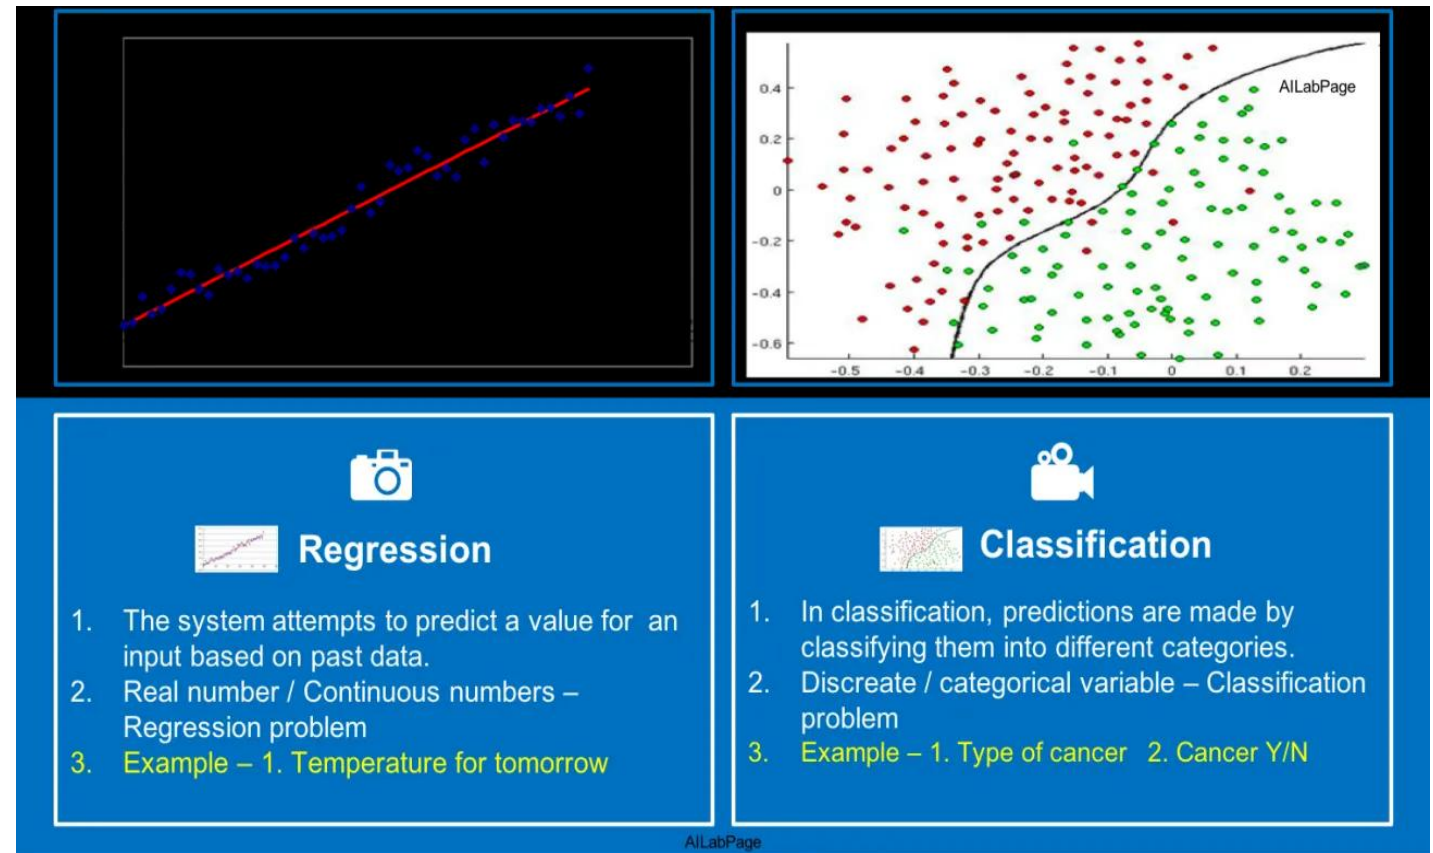 AILabPage
0.4
0.2
0
-0.2
-0.4
-0.6
-0.5 -0.4 -0.3 -0.2 -0.1 0 0.1 0.2
Regression
1. The system attempts to predict a value for an
input based on past data.
2. Real number / Continuous numbers –
Regression problem
3. Example – 1. Temperature for tomorrow
Classification
1. In classification, predictions are made by
classifying them into different categories.
2. Discreate / categorical variable – Classification
problem
3. Example – 1. Type of cancer 2. Cancer Y/N
AILabPage